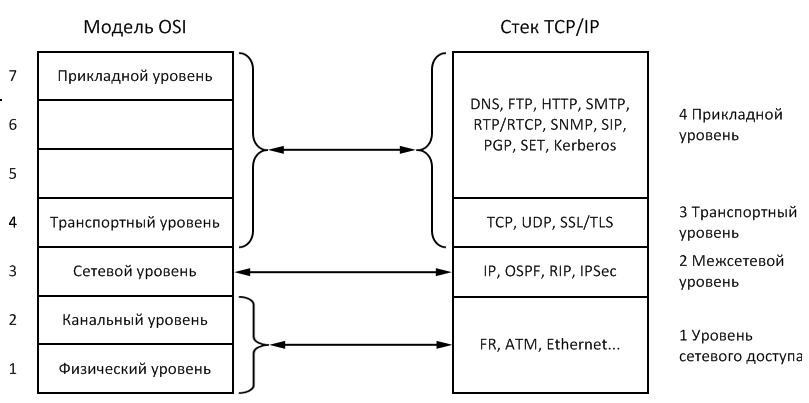 Модель OSI
Стек TCP/IP
7
Прикладной уровень
6
5
4
Транспортный уровень
3
Сетевой уровень
2
Канальный уровень
1
Физический уровень
DNS, FTP, HTTP, SMTP,
RTP/RTCP, SNMP, SIP,
PGP, SET, Kerberos
4 Прикладной
уровень
TCP, UDP, SSL/TLS
3 Транспортный
уровень
IP, OSPF, RIP, IPSec
2 Межсетевой
уровень
FR, ATM, Ethernet...
1 Уровень
сетевого доступа